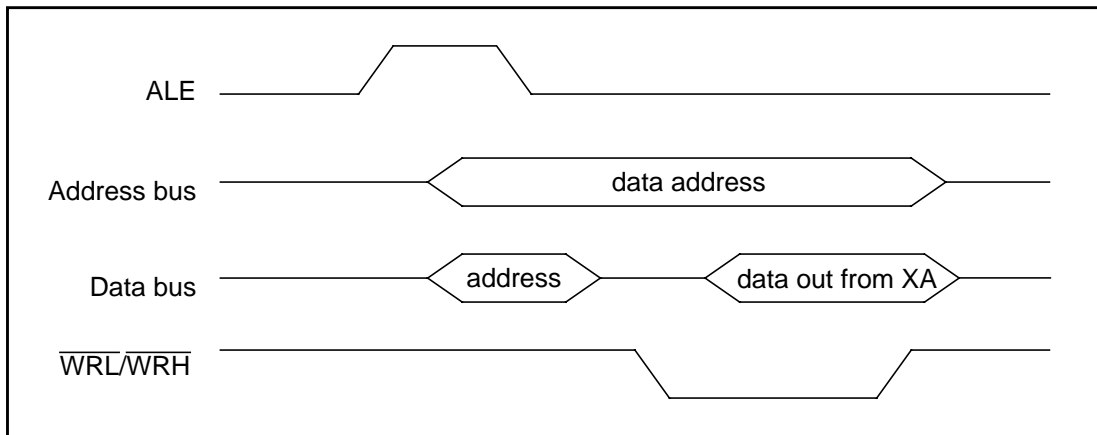 ALE
Address bus
data address
Data bus
address
data out from XA
WRL/WRH